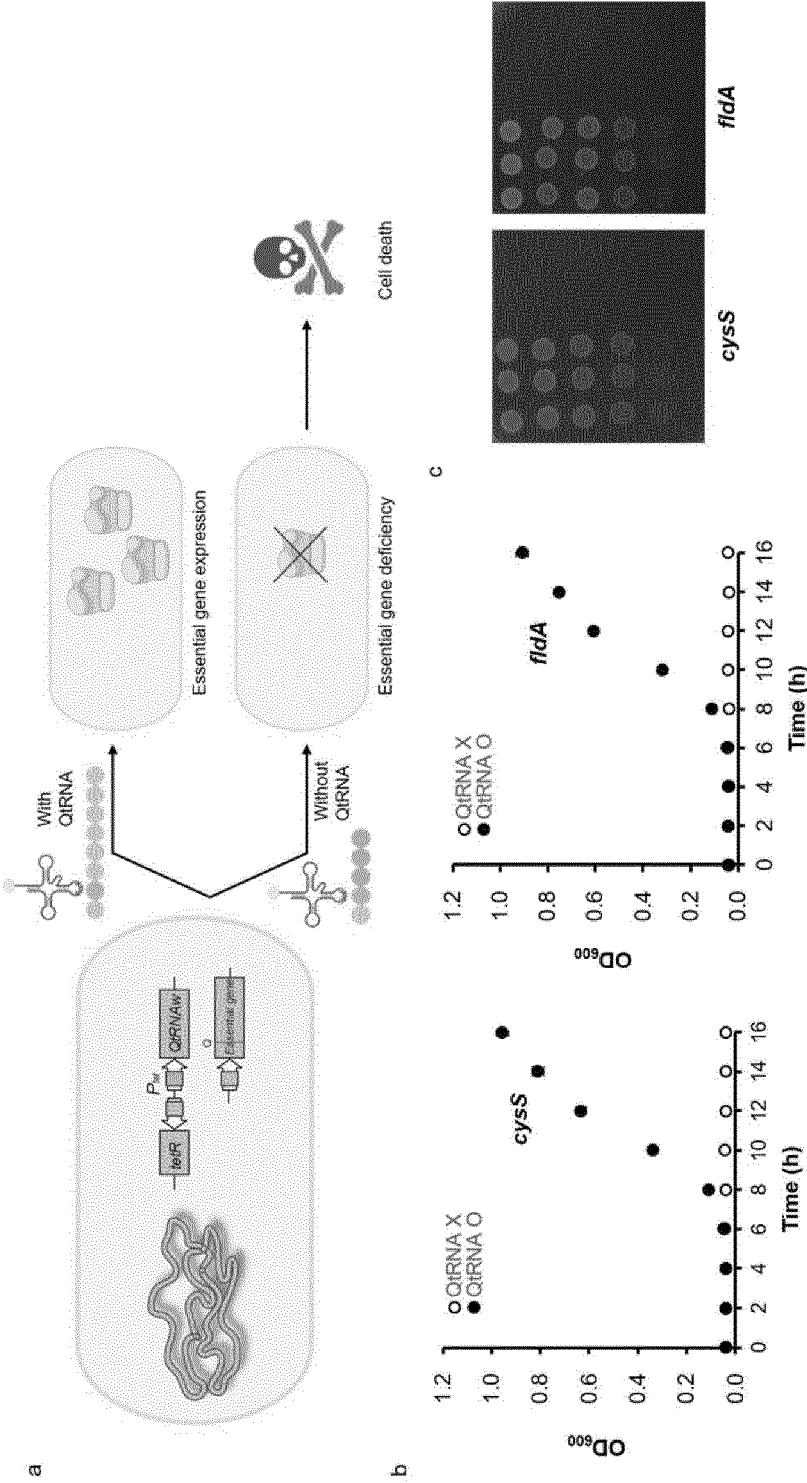 a
tetR
Ptet
QtRNAw
Essential gene
With
QtRNA
Without
QtRNA
Essential gene expression
Essential gene deficiency
Cell death
b
OD600
1.2
1.0
0.8
0.6
0.4
0.2
0.0
QtRNA X
QtRNA O
cysS
0 2 4 6 8 10 12 14 16
Time (h)
OD600
1.2
1.0
0.8
0.6
0.4
0.2
0.0
QtRNA X
QtRNA O
fldA
0 2 4 6 8 10 12 14 16
Time (h)
c
cysS
fldA